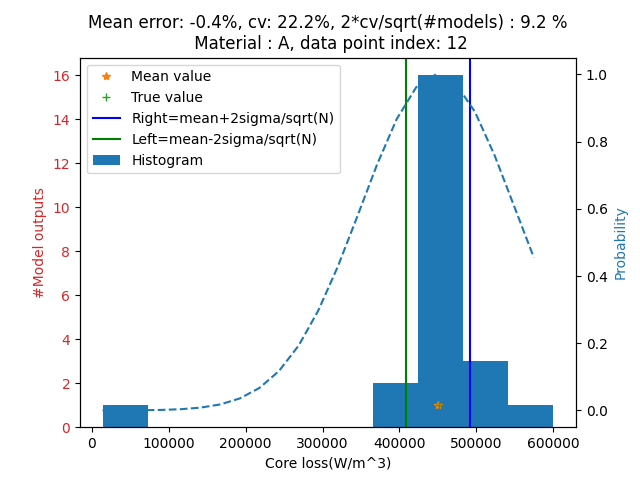 Mean error: -0.4%, cv: 22.2%, 2*cv/sqrt(#models) : 9.2 %
Material : A, data point index: 12
Mean value
True value
Right=mean+2sigma/sqrt(N)
Left=mean-2sigma/sqrt(N)
Histogram
#Model outputs
16
14
12
10
8
6
4
2
0
1.0
0.8
0.6
0.4
0.2
0.0
Probability
0 100000 200000 300000 400000 500000 600000
Core loss(W/m^3)